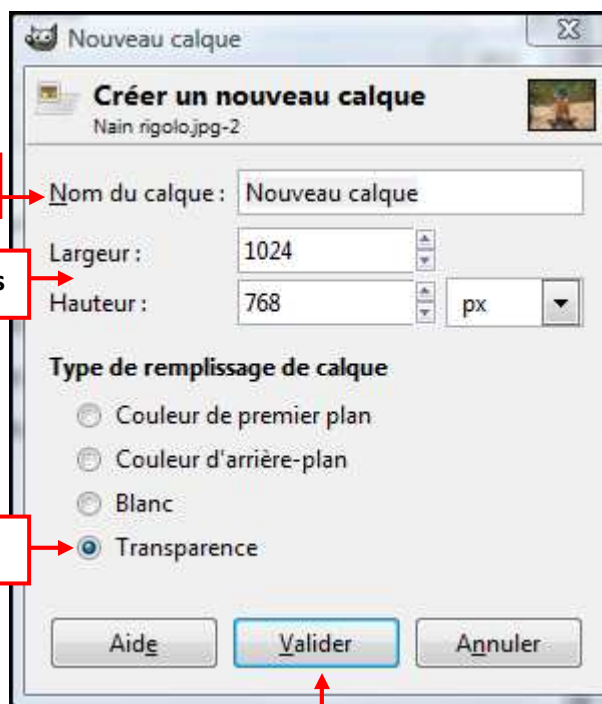 Nouveau calque
Créer un nouveau calque
Nain rigolo.jpg-2
Nom du calque : Nouveau calque
Largeur : 1024
s
Hauteur : 768 px
Type de remplissage de calque
Couleur de premier plan
Couleur d'arrière-plan
Blanc
Transparence
Aide Valider Annuler